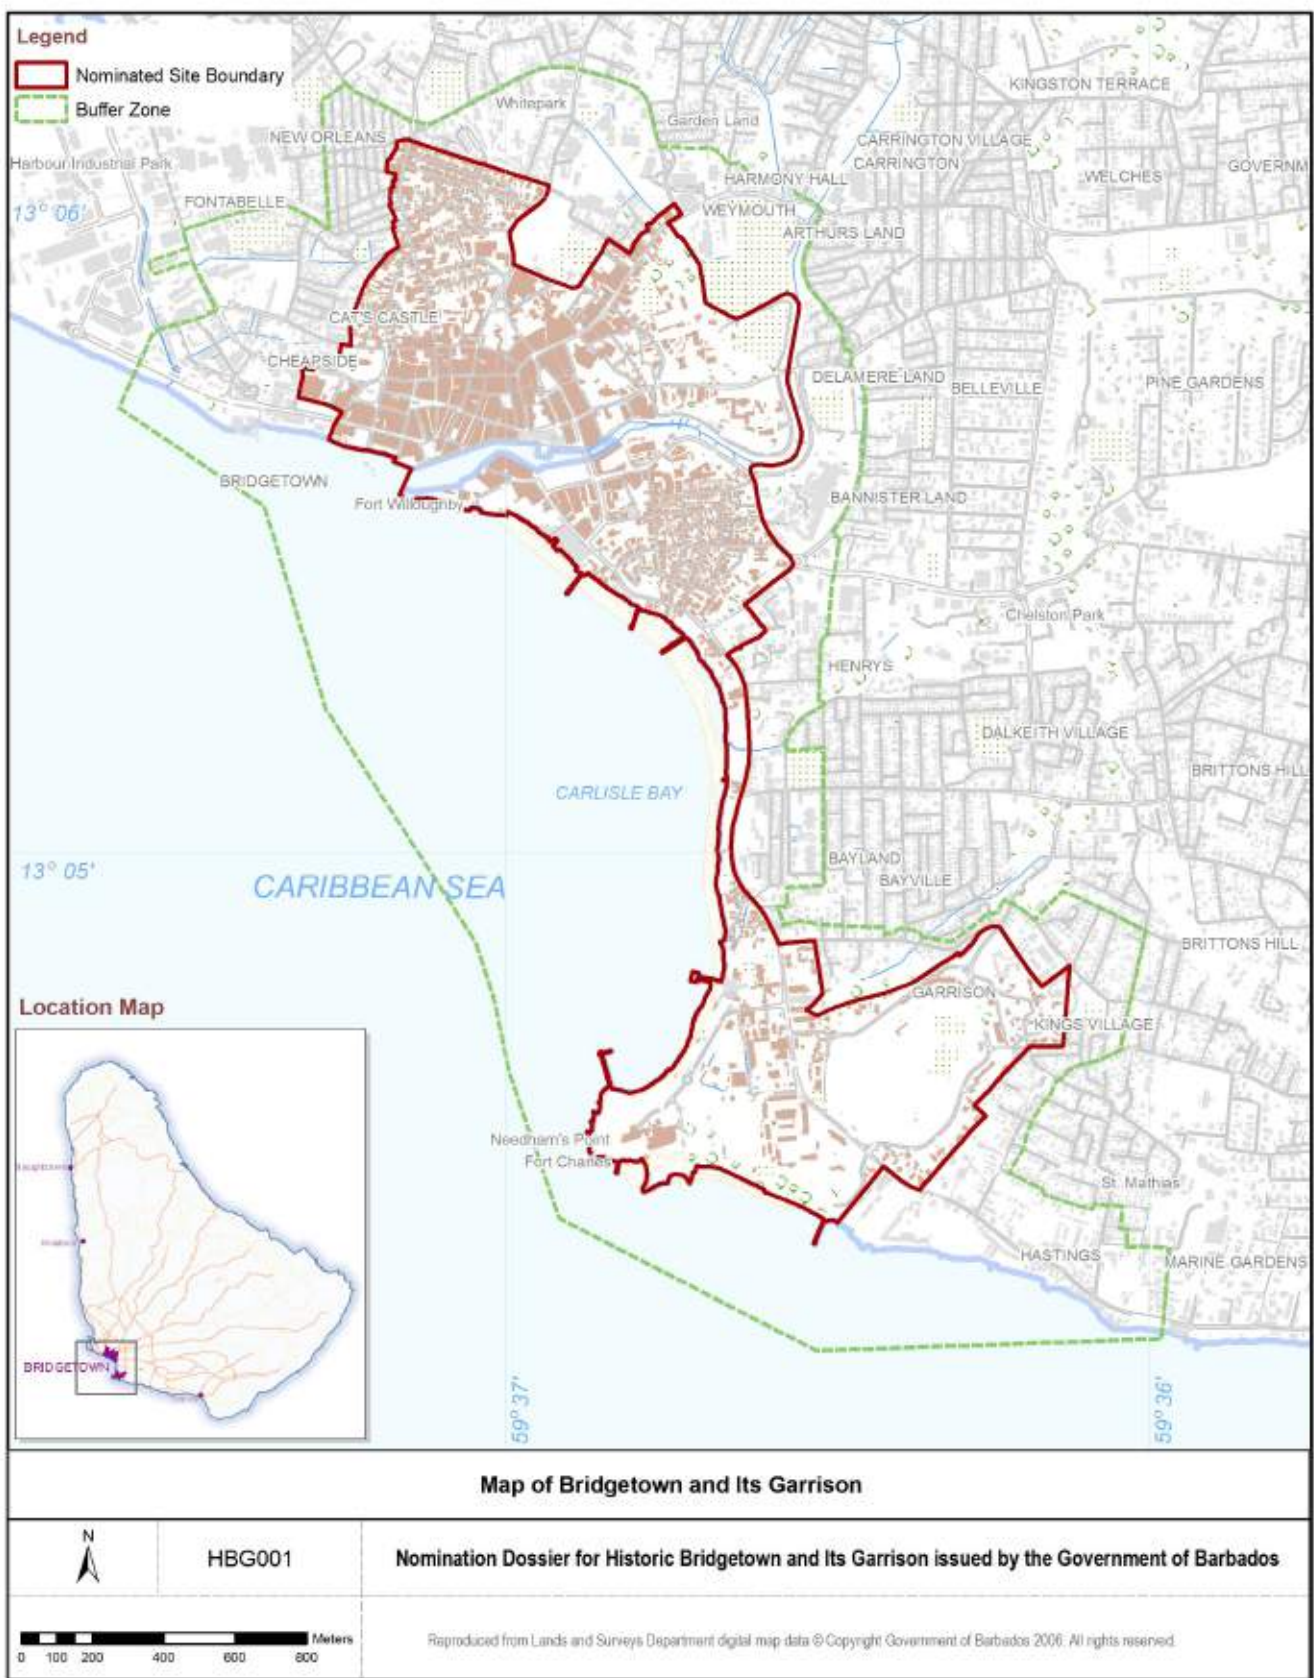 Legend
Nominated Site Boundary
Buffer Zone
KINGSTON TERRACE
Whitepark
Garden Land
NEW ORLEANS
CARRINGTON VILLAGE
CARRINGTON
Harbour Industrial Park
WELCHES
GOVERNM
HARMONY HALL
FONTABELLE
13° 06'
WEYMOUTH
ARTHURS LAND
CAT'S CASTLE
CHEAPSIDE
DELAMERE LAND
BELLEVILLE
PINE GARDENS
BRIDGETOWN
Fort Willoughby
BANNISTER LAND
Chelston Park
HENRYS
DALKEITH VILLAGE
BRITTONS HILL
CARLISLE BAY
13° 05'
BAYLAND
BAYVILLE
CARIBBEAN SEA
BRITTONS HILL
GARRISON
Location Map
KINGS VILLAGE
Needham's Point
Fort Charles
St. Mathias
HASTINGS
MARINE GARDENS
BRIDGETOWN
59° 37'
59° 36'
Map of Bridgetown and Its Garrison
N
HBG001
Nomination Dossier for Historic Bridgetown and Its Garrison issued by the Government of Barbados
Meters
0 100 200 400 600 800
Reproduced from Lands and Surveys Department digital map data © Copyright Government of Barbados 2006. All rights reserved.